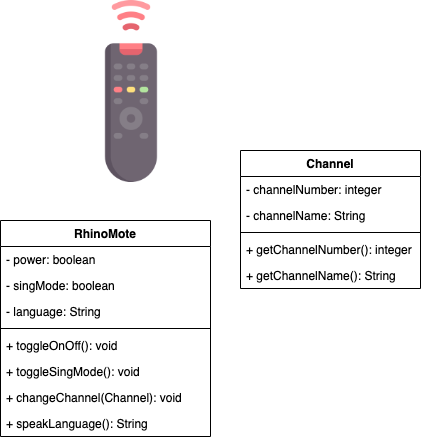 Channel
- channelNumber: integer
- channelName: String
+ getChannelNumber(): integer
+ getChannelName(): String
RhinoMote
- power: boolean
- singMode: boolean
- language: String
+ toggleOnOff(): void
+ toggleSingMode(): void
+ changeChannel(Channel): void
+ speakLanguage(): String